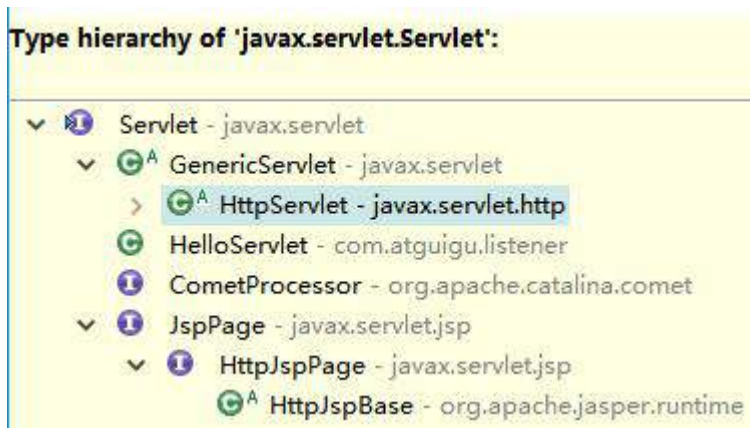 Type hierarchy of 'javax.servlet.Servlet':
Servlet - javax.servlet
GenericServlet - javax.servlet
HttpServlet - javax.servlet.http
HelloServlet - com.atguigu.listener
CometProcessor - org.apache.catalina.comet
JspPage - javax.servlet.jsp
HttpJspPage - javax.servlet.jsp
HttpJspBase - org.apache.jasper.runtime